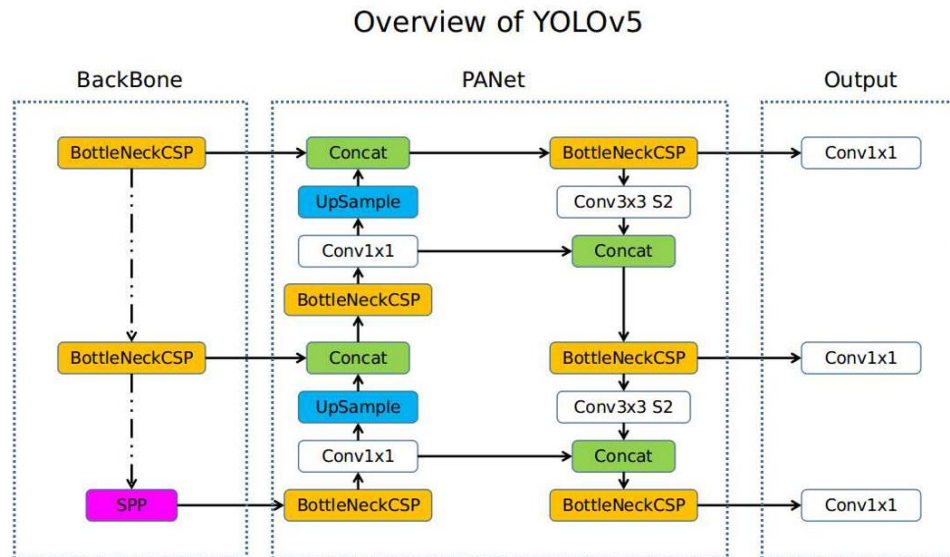 Overview of YOLOv5
BackBone
PANet
Output
BottleNeckCSP
Concat
BottleNeckCSP
Conv1x1
UpSample
Conv3x3 S2
Conv1x1
Concat
BottleNeckCSP
BottleNeckCSP
Concat
BottleNeckCSP
Conv1x1
UpSample
Conv3x3 S2
Conv1x1
Concat
SPP
BottleNeckCSP
BottleNeckCSP
Conv1x1